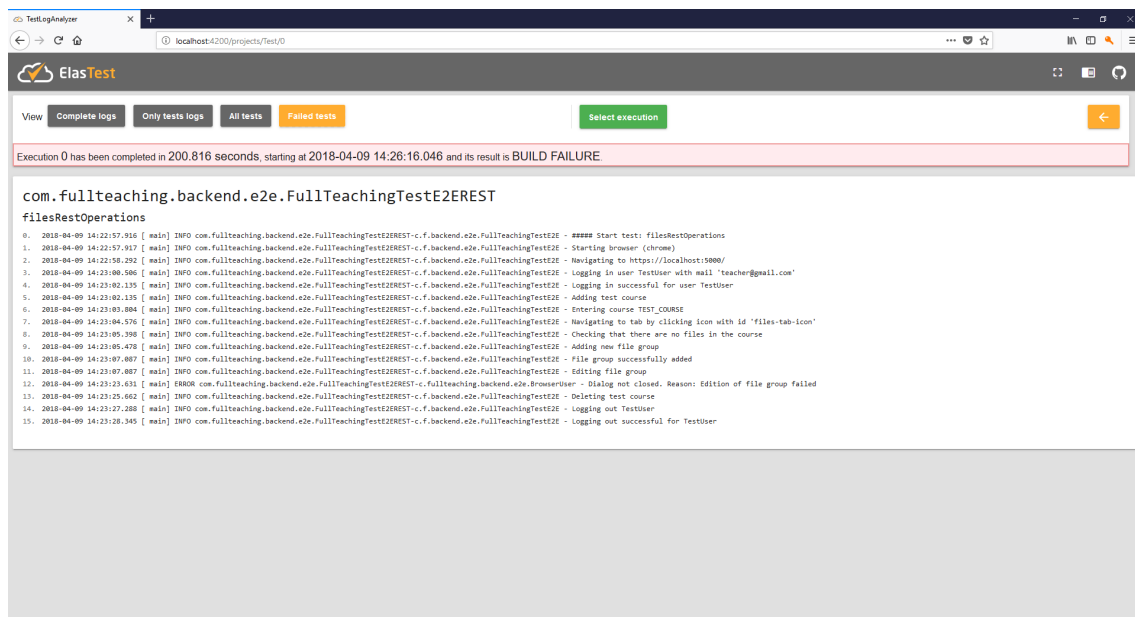 TestLogAnalyzer
localhost:4200/projects/Test/0
ElasTest
View Complete logs Only tests logs All tests Failed tests Select execution
Execution 0 has been completed in 200.816 seconds, starting at 2018-04-09 14:26:16.046 and its result is BUILD FAILURE.
com.fullteaching.backend.e2e.FullTeachingTestE2EREST
filesRestOperations
0. 2018-04-09 14:22:57.916 [ main] INFO com.fullteaching.backend.e2e.FullTeachingTestE2EREST-c.f.backend.e2e.FullTeachingTestE2E - ##### Start test: filesRestOperations
1. 2018-04-09 14:22:57.917 [ main] INFO com.fullteaching.backend.e2e.FullTeachingTestE2EREST-c.f.backend.e2e.FullTeachingTestE2E - Starting browser (chrome)
2. 2018-04-09 14:22:58.292 [ main] INFO com.fullteaching.backend.e2e.FullTeachingTestE2EREST-c.f.backend.e2e.FullTeachingTestE2E - Navigating to https://localhost:5000/
3. 2018-04-09 14:23:00.506 [ main] INFO com.fullteaching.backend.e2e.FullTeachingTestE2EREST-c.f.backend.e2e.FullTeachingTestE2E - Logging in user TestUser with mail 'teacher@gmail.com'
4. 2018-04-09 14:23:02.135 [ main] INFO com.fullteaching.backend.e2e.FullTeachingTestE2EREST-c.f.backend.e2e.FullTeachingTestE2E - Logging in successful for user TestUser
5. 2018-04-09 14:23:02.135 [ main] INFO com.fullteaching.backend.e2e.FullTeachingTestE2EREST-c.f.backend.e2e.FullTeachingTestE2E - Adding test course
6. 2018-04-09 14:23:03.804 [ main] INFO com.fullteaching.backend.e2e.FullTeachingTestE2EREST-c.f.backend.e2e.FullTeachingTestE2E - Entering course TEST_COURSE
7. 2018-04-09 14:23:04.576 [ main] INFO com.fullteaching.backend.e2e.FullTeachingTestE2EREST-c.f.backend.e2e.FullTeachingTestE2E - Navigating to tab by clicking icon with id 'files-tab-icon'
8. 2018-04-09 14:23:05.398 [ main] INFO com.fullteaching.backend.e2e.FullTeachingTestE2EREST-c.f.backend.e2e.FullTeachingTestE2E - Checking that there are no files in the course
9. 2018-04-09 14:23:05.478 [ main] INFO com.fullteaching.backend.e2e.FullTeachingTestE2EREST-c.f.backend.e2e.FullTeachingTestE2E - Adding new file group
10. 2018-04-09 14:23:07.087 [ main] INFO com.fullteaching.backend.e2e.FullTeachingTestE2EREST-c.f.backend.e2e.FullTeachingTestE2E - File group successfully added
11. 2018-04-09 14:23:07.087 [ main] INFO com.fullteaching.backend.e2e.FullTeachingTestE2EREST-c.f.backend.e2e.FullTeachingTestE2E - Editing file group
12. 2018-04-09 14:23:23.631 [ main] ERROR com.fullteaching.backend.e2e.FullTeachingTestE2EREST-c.fullteaching.backend.e2e.BrowserUser - Dialog not closed. Reason: Edition of file group failed
13. 2018-04-09 14:23:25.662 [ main] INFO com.fullteaching.backend.e2e.FullTeachingTestE2EREST-c.f.backend.e2e.FullTeachingTestE2E - Deleting test course
14. 2018-04-09 14:23:27.288 [ main] INFO com.fullteaching.backend.e2e.FullTeachingTestE2EREST-c.f.backend.e2e.FullTeachingTestE2E - Logging out TestUser
15. 2018-04-09 14:23:28.345 [ main] INFO com.fullteaching.backend.e2e.FullTeachingTestE2EREST-c.f.backend.e2e.FullTeachingTestE2E - Logging out successful for TestUser